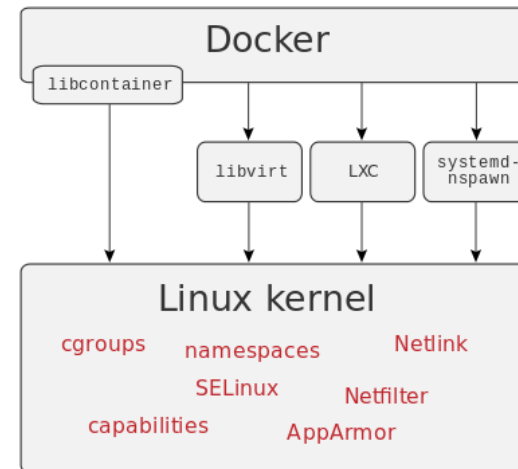 Docker
libcontainer
libvirt
LXC
systemd-
nspawn
Linux kernel
cgroups
namespaces
Netlink
SELinux
Netfilter
capabilities
AppArmor